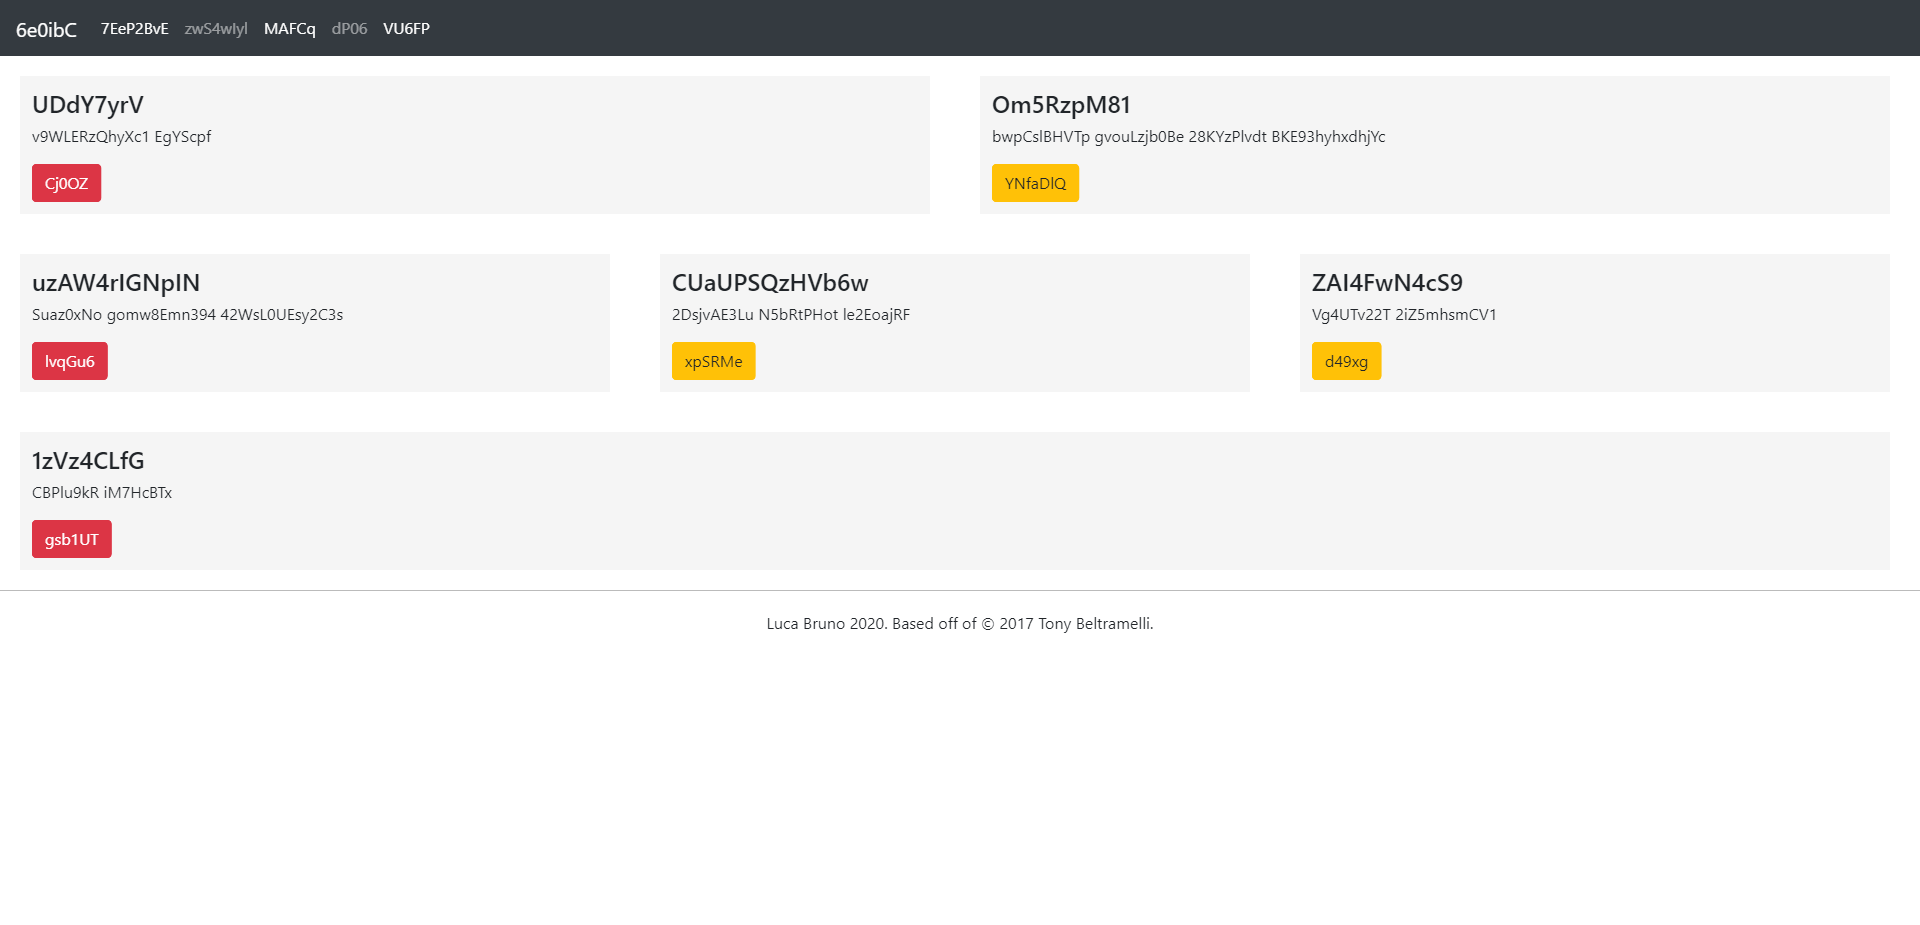 6e0ibC 7EeP2BvE zwS4wIyl MAFCq dP06 VU6FP
UDdY7yrV
v9WLERzQhyXc1 EgYScpf
Cj0OZ
Om5RzpM81
bwpCslBHVTp gvouLzjb0Be 28KYzPlvdt BKE93hyhxdhjYc
YNfaDlQ
uzAW4rIGNpIN
Suaz0xNo gomw8Emn394 42WsL0UEsy2C3s
lvqGu6
CUaUPSQzHVb6w
2DsjvAE3Lu N5bRtPHot le2EoajRF
xpSRMe
ZAI4FwN4cS9
Vg4UTv22T 2iZ5mhsmCV1
d49xg
1zVz4CLfG
CBPlu9kR iM7HcBTx
gsb1UT
Luca Bruno 2020. Based off of © 2017 Tony Beltramelli.